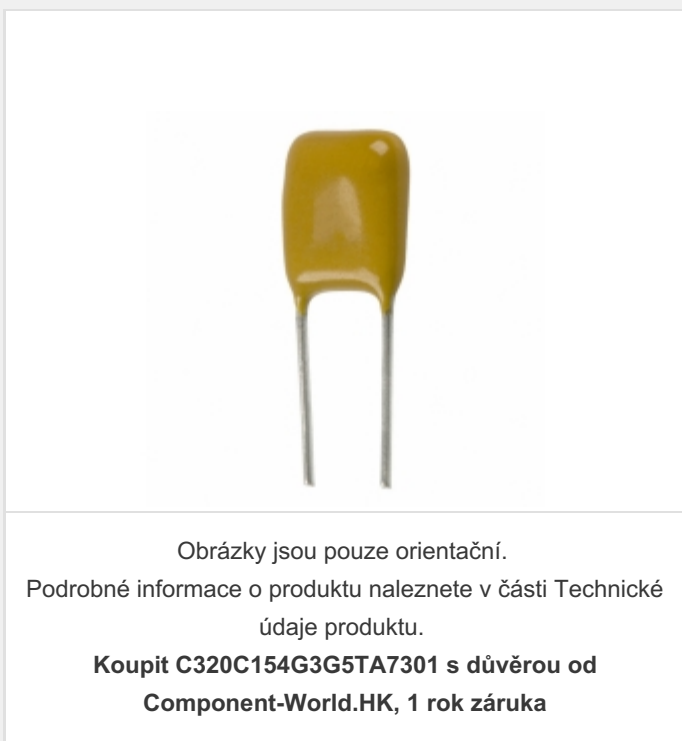 Obrázky jsou pouze orientační.
Podrobné informace o produktu naleznete v části Technické
údaje produktu.
Koupit C320C154G3G5TA7301 s důvěrou od
Component-World.HK, 1 rok záruka